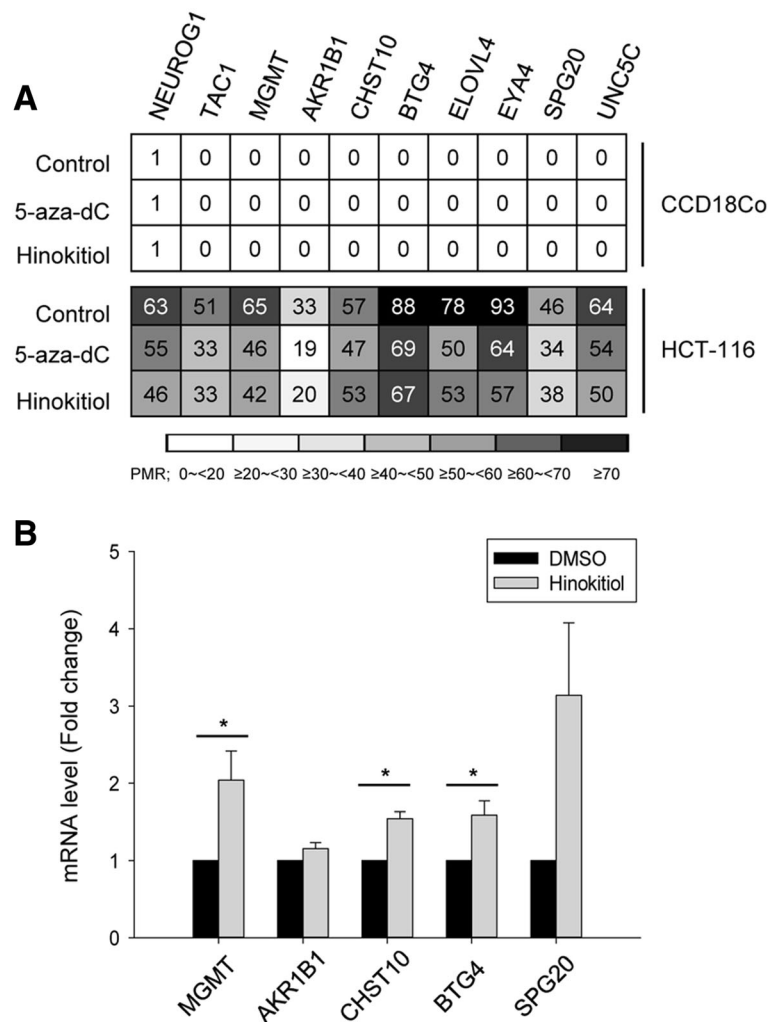 A
NEUROG1 TAC1 MGMT AKR1B1 CHST10 BTG4 ELOVL4 EYA4 SPG20 UNC5C
Control 1 0 0 0 0 0 0 0 0 0
5-aza-dC 1 0 0 0 0 0 0 0 0 0
Hinokitiol 1 0 0 0 0 0 0 0 0 0
CCD18Co
Control 63 51 65 33 57 88 78 93 46 64
5-aza-dC 55 33 46 19 47 69 50 64 34 54
Hinokitiol 46 33 42 20 53 67 53 57 38 50
HCT-116
PMR; 0~<20 ≥20~<30 ≥30~<40 ≥40~<50 ≥50~<60 ≥60~<70 ≥70
B
mRNA level (Fold change)
5
4
3
2
1
0
DMSO
Hinokitiol
*
*
*
MGMT AKR1B1 CHST10 BTG4 SPG20